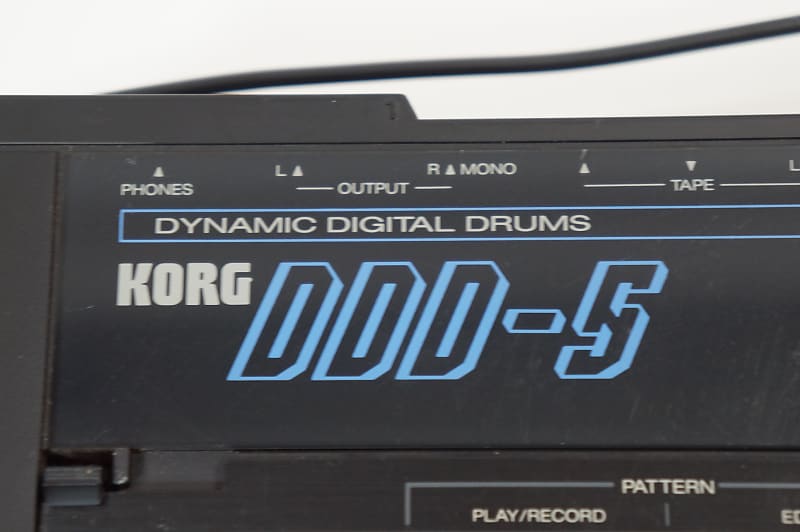 L R MONO
PHONES OUTPUT TAPE
DYNAMIC DIGITAL DRUMS
KORG DDD-5
PATTERN
PLAY/RECORD